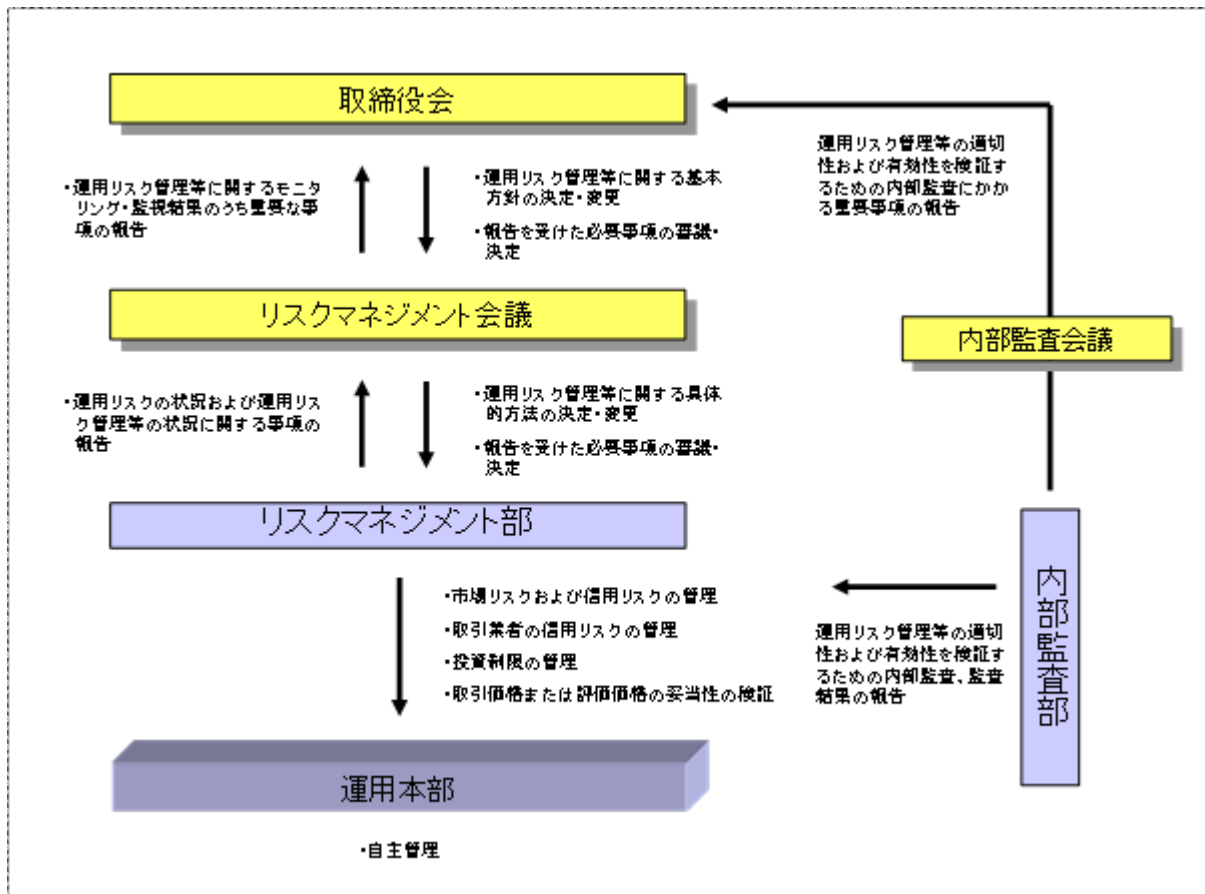 取締役会
運用リスク管理等の適切
性および有効性を検証す
るための内部監査にかか
る重要事項の報告
・運用リスク管理等に関するモニタ
リング・監視結果のうち重要な事
項の報告
・運用リスク管理等に関する基本
方針の決定・変更
・報告を受けた必要事項の審議・
決定
リスクマネジメント会議
内部監査会議
・運用リスクの状況および運用リス
ク管理等の状況に関する事項の
報告
・運用リスク管理等に関する具体
的方法の決定・変更
・報告を受けた必要事項の審議・
決定
リスクマネジメント部
内部監査部
・市場リスクおよび信用リスクの管理
・取引業者の信用リスクの管理
・投資制限の管理
・取引価格または評価価格の妥当性の検証
運用リスク管理等の適切
性および有効性を検証す
るための内部監査、監査
結果の報告
運用本部
・自主管理